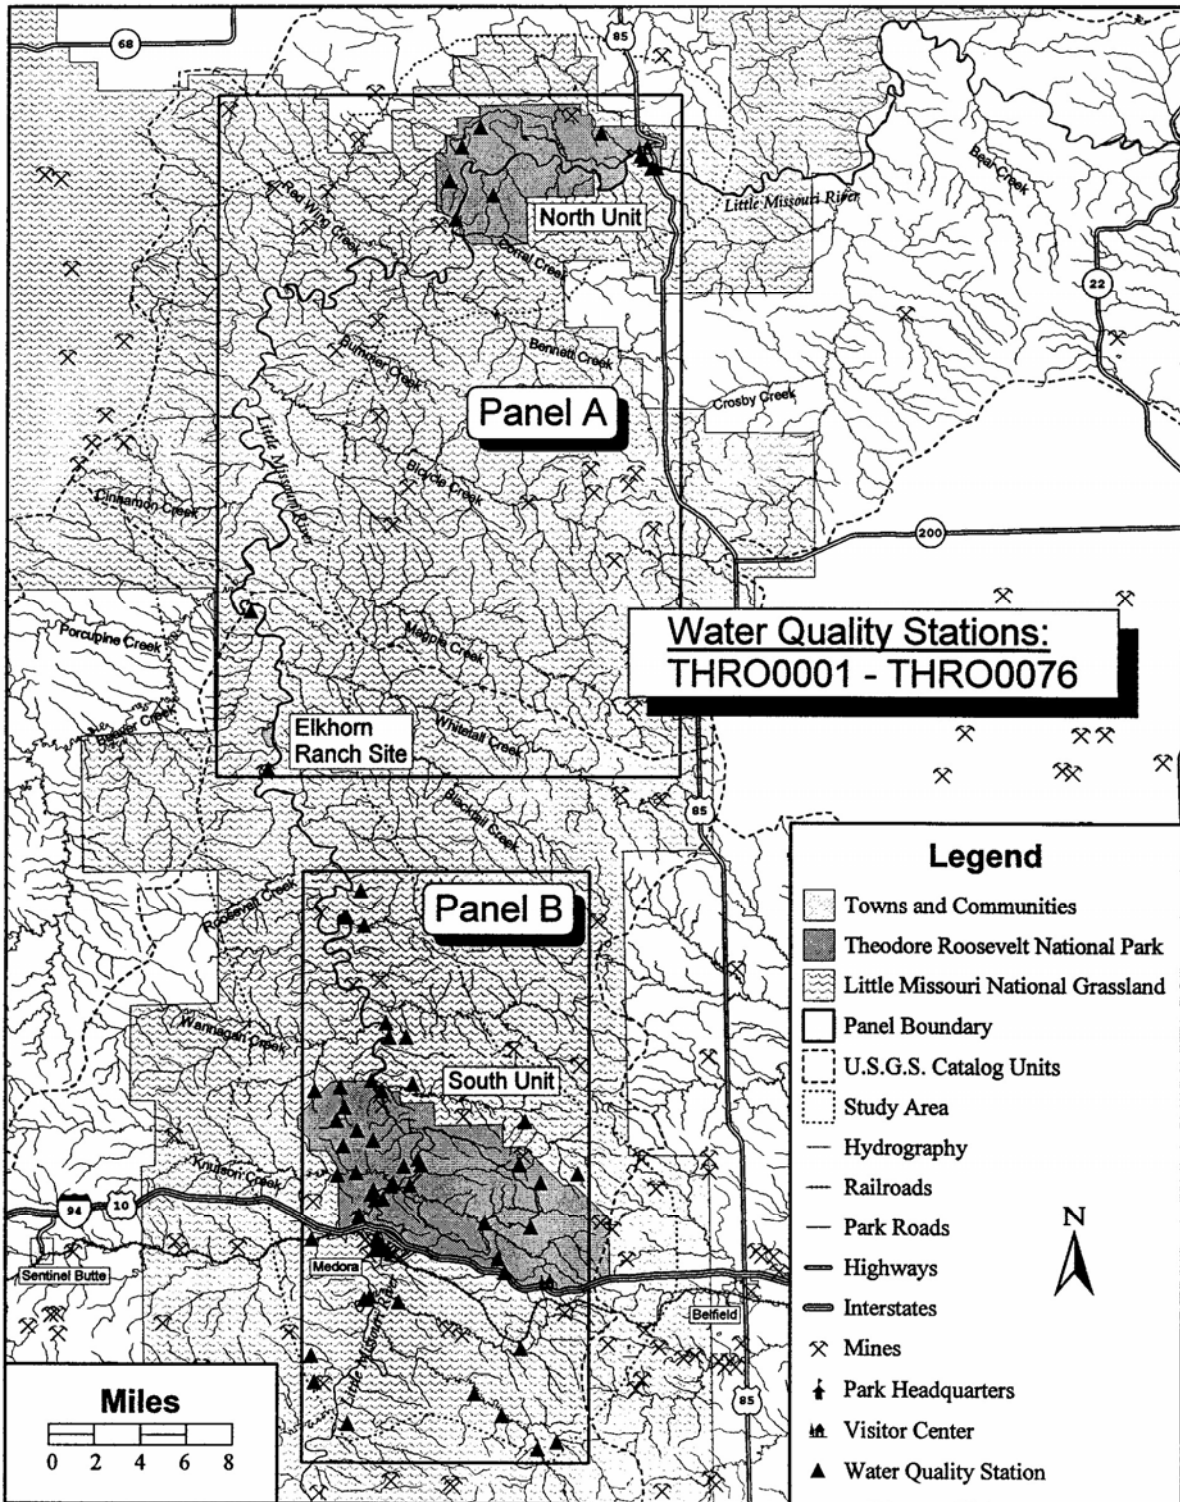 68
85
Bear Creek
Little Missouri River
Red Wing Creek
North Unit
Corral Creek
22
Bummer Creek
Bennett Creek
Panel A
Crosby Creek
Little Missouri River
Bicycle Creek
Cinnamon Creek
200
Porcupine Creek
Magpie Creek
Water Quality Stations:
THRO0001 - THRO0076
Beaver Creek
Elkhorn
Ranch Site
Whitetail Creek
Blacktail Creek
85
Roosevelt Creek
Panel B
Wannagan Creek
South Unit
Knutson Creek
94
10
Sentinel Butte
Medora
Belfield
Little Missouri River
85
Miles
0 2 4 6 8
Legend
Towns and Communities
Theodore Roosevelt National Park
Little Missouri National Grassland
Panel Boundary
U.S.G.S. Catalog Units
Study Area
Hydrography
Railroads
Park Roads
Highways
Interstates
Mines
Park Headquarters
Visitor Center
Water Quality Station
N